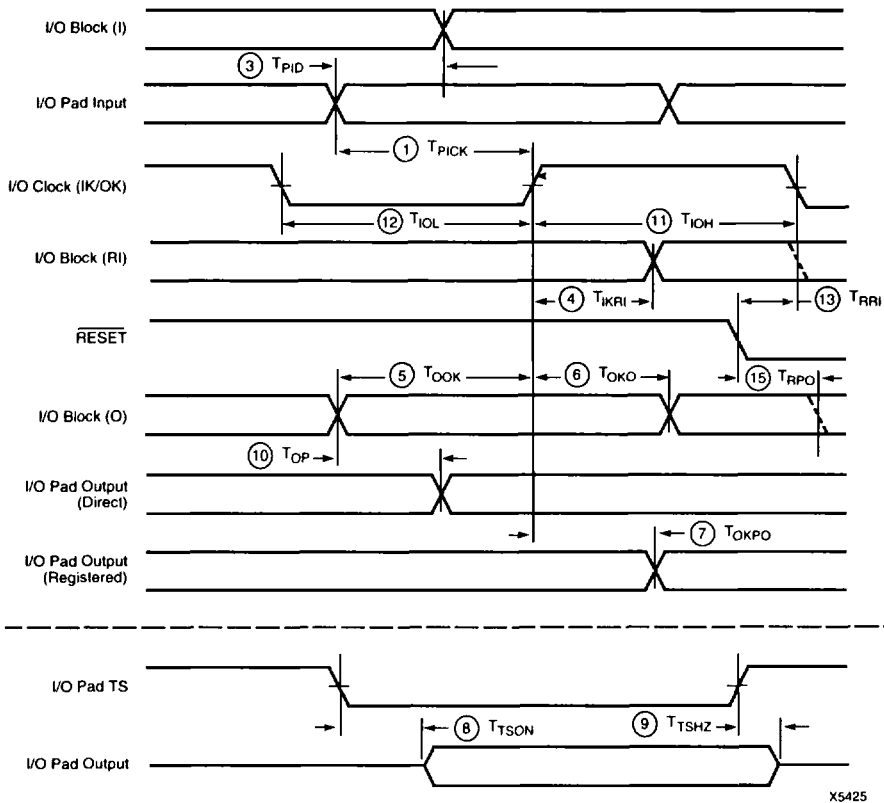 I/O Block (I)
③ TPID
I/O Pad Input
① TPICK
I/O Clock (IK/OK)
⑫ TIOL
⑪ TIOH
I/O Block (RI)
④ TIKRI
⑬ TRRI
RESET
⑤ TOOK
⑥ TOKO
⑮ TRPO
I/O Block (O)
⑩ TOP
I/O Pad Output
(Direct)
⑦ TOKPO
I/O Pad Output
(Registered)
I/O Pad TS
⑧ TTSON
⑨ TTSHZ
I/O Pad Output
X5425